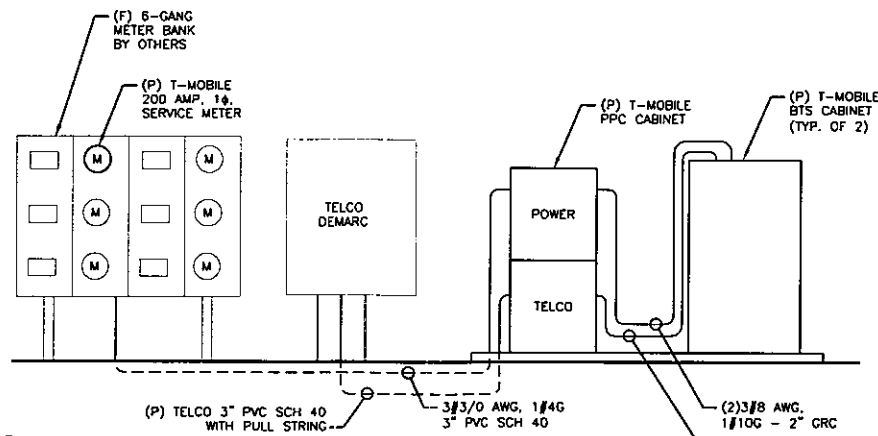 (F) 6-GANG
METER BANK
BY OTHERS
(P) T-MOBILE
200 AMP, 1ϕ,
SERVICE METER
(P) T-MOBILE
PPC CABINET
(P) T-MOBILE
BTS CABINET
(TYP. OF 2)
M
M
M
M
M
M
TELCO
DEMARC
POWER
TELCO
(P) TELCO 3" PVC SCH 40
WITH PULL STRING
3#3/0 AWG, 1#4G
3" PVC SCH 40
(2)3#8 AWG,
1#10G - 2" GRC